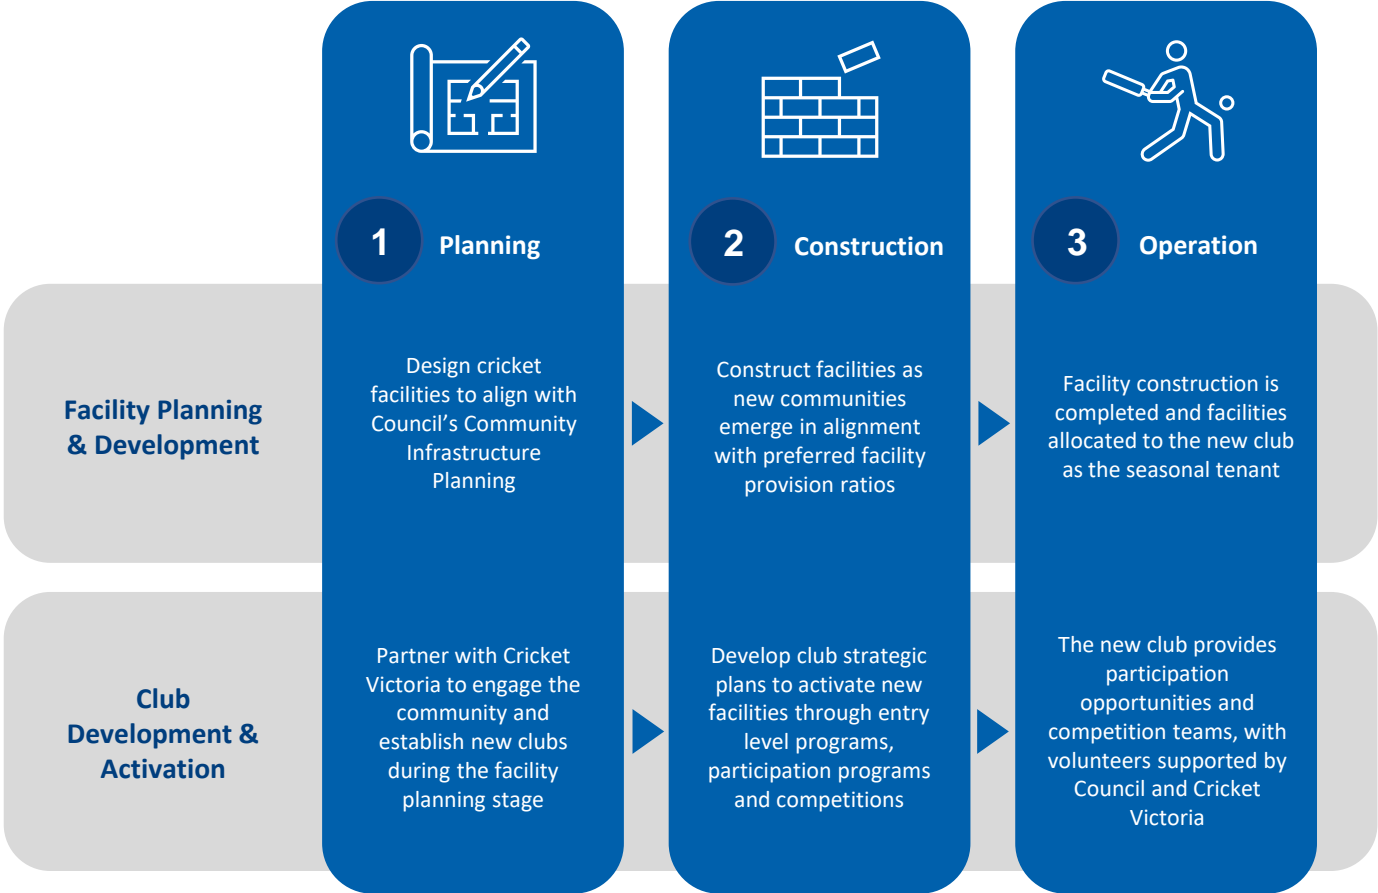 1 Planning
2 Construction
3 Operation
Facility Planning
& Development
Design cricket
facilities to align with
Council’s Community
Infrastructure
Planning
Construct facilities as
new communities
emerge in alignment
with preferred facility
provision ratios
Facility construction is
completed and facilities
allocated to the new club
as the seasonal tenant
Club
Development &
Activation
Partner with Cricket
Victoria to engage the
community and
establish new clubs
during the facility
planning stage
Develop club strategic
plans to activate new
facilities through entry
level programs,
participation programs
and competitions
The new club provides
participation
opportunities and
competition teams, with
volunteers supported by
Council and Cricket
Victoria